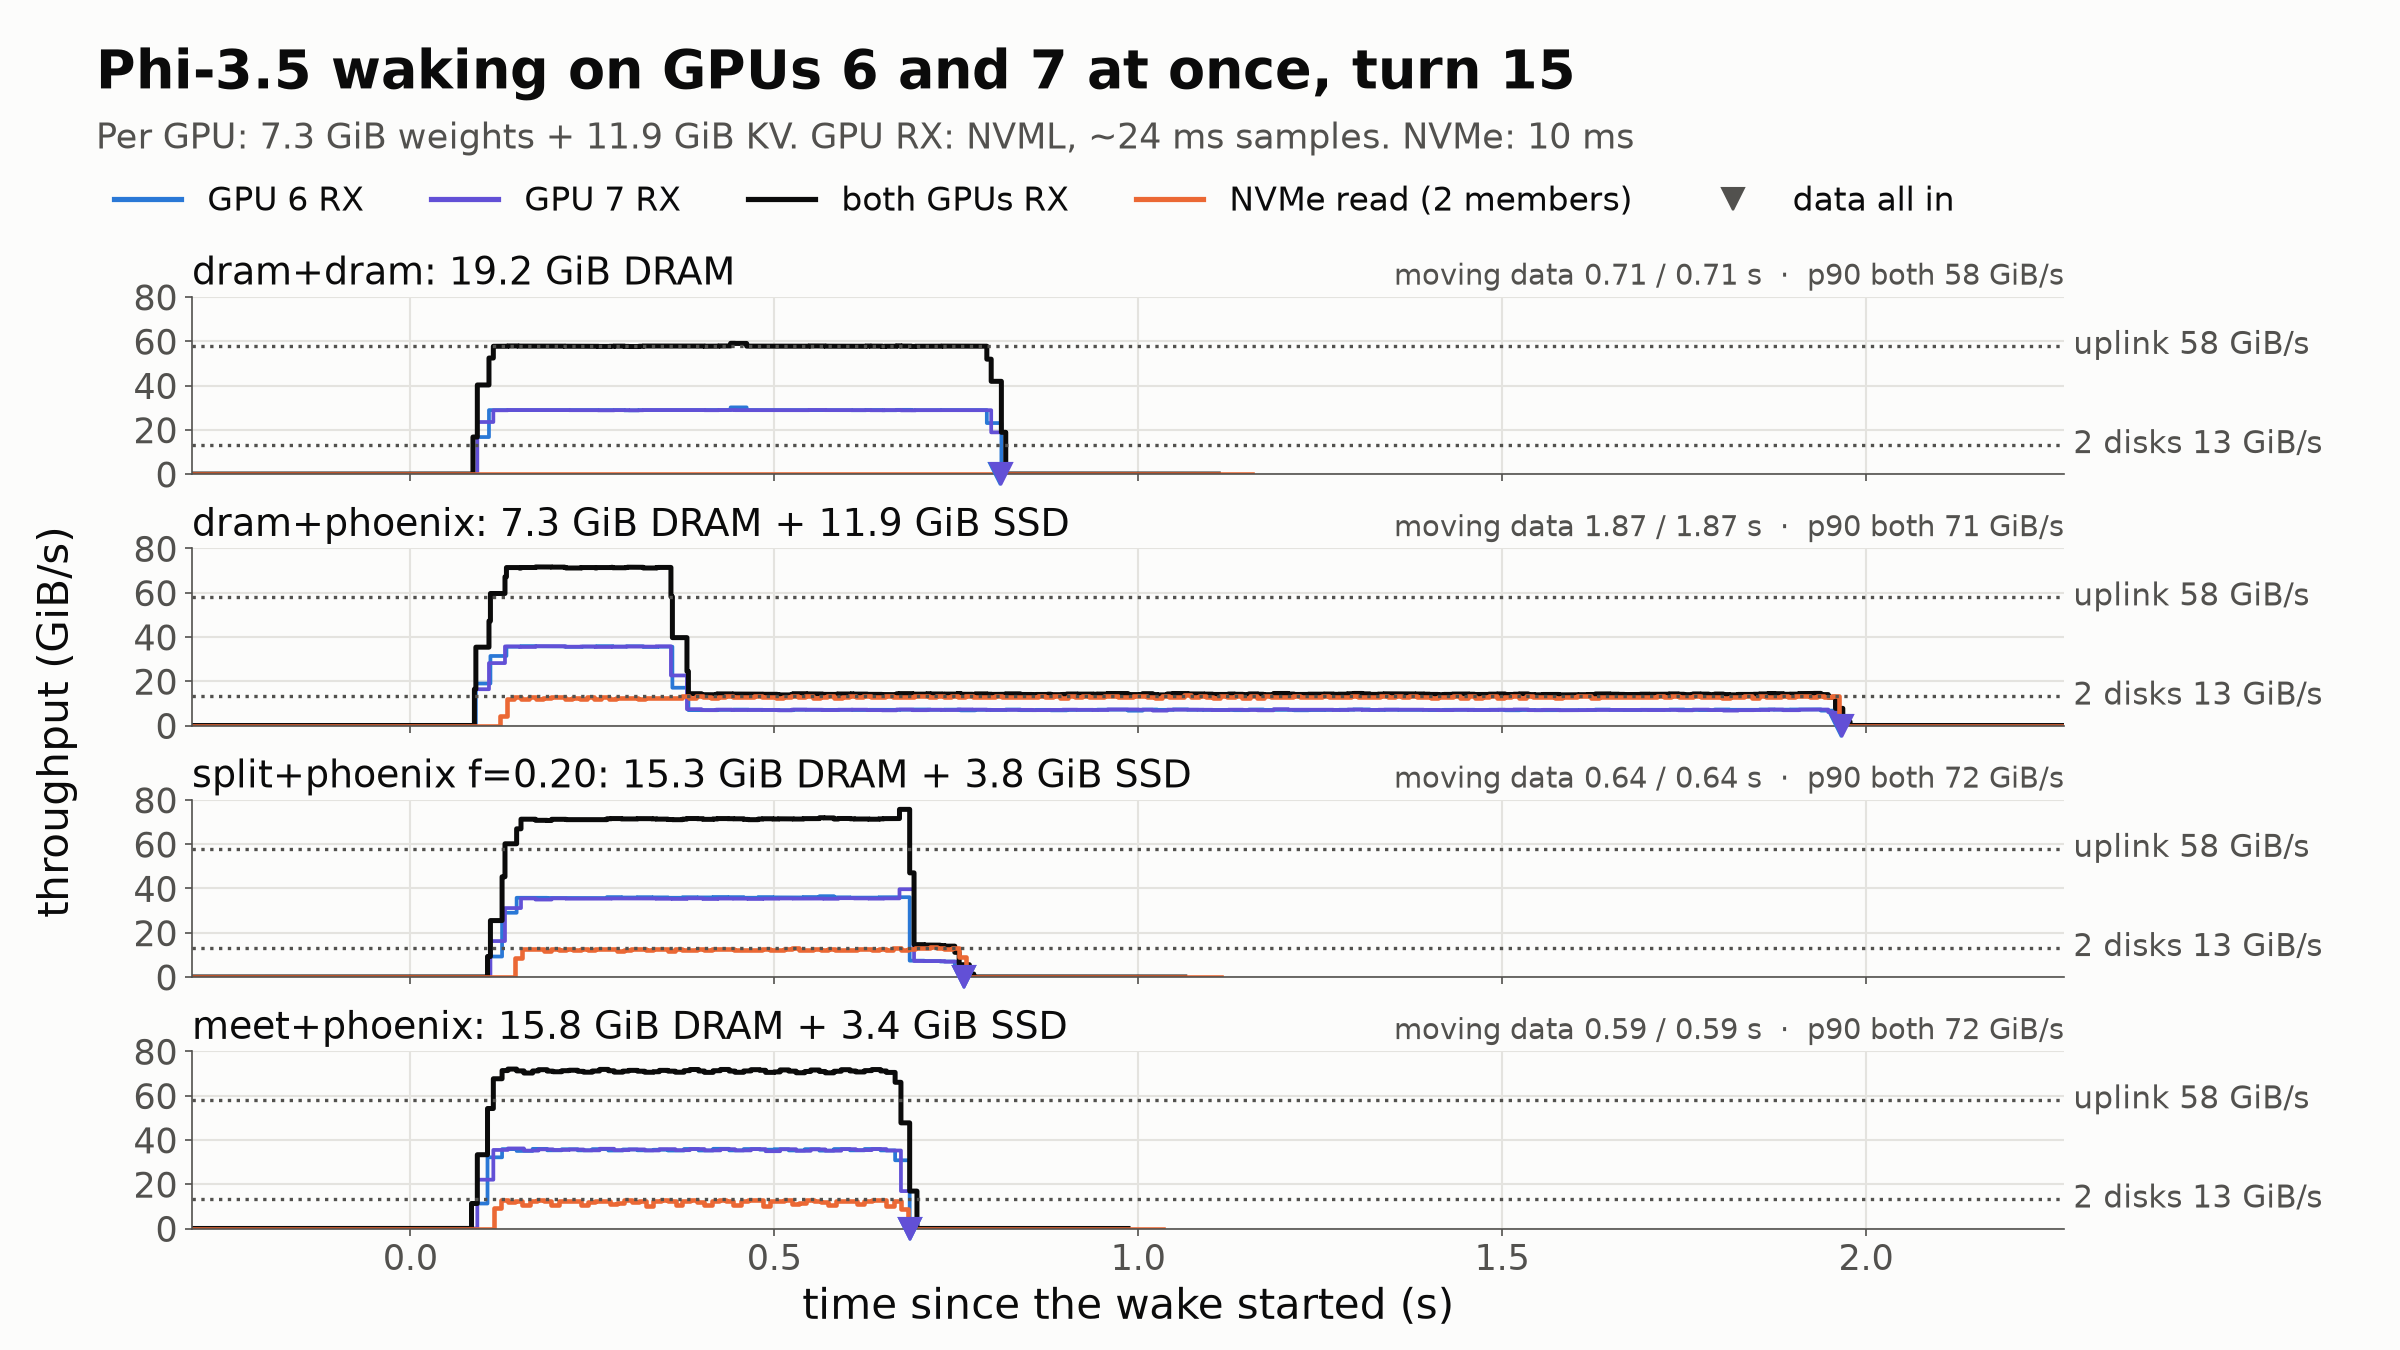 Phi-3.5 waking on GPUs 6 and 7 at once, turn 15
Per GPU: 7.3 GiB weights + 11.9 GiB KV. GPU RX: NVML, ~24 ms samples. NVMe: 10 ms
GPU 6 RX
GPU 7 RX
both GPUs RX
NVMe read (2 members)
data all in
throughput (GiB/s)
dram+dram: 19.2 GiB DRAM
moving data 0.71 / 0.71 s · p90 both 58 GiB/s
80
60
40
20
0
uplink 58 GiB/s
2 disks 13 GiB/s
dram+phoenix: 7.3 GiB DRAM + 11.9 GiB SSD
moving data 1.87 / 1.87 s · p90 both 71 GiB/s
80
60
40
20
0
uplink 58 GiB/s
2 disks 13 GiB/s
split+phoenix f=0.20: 15.3 GiB DRAM + 3.8 GiB SSD
moving data 0.64 / 0.64 s · p90 both 72 GiB/s
80
60
40
20
0
uplink 58 GiB/s
2 disks 13 GiB/s
meet+phoenix: 15.8 GiB DRAM + 3.4 GiB SSD
moving data 0.59 / 0.59 s · p90 both 72 GiB/s
80
60
40
20
0
uplink 58 GiB/s
2 disks 13 GiB/s
0.0
0.5
1.0
1.5
2.0
time since the wake started (s)